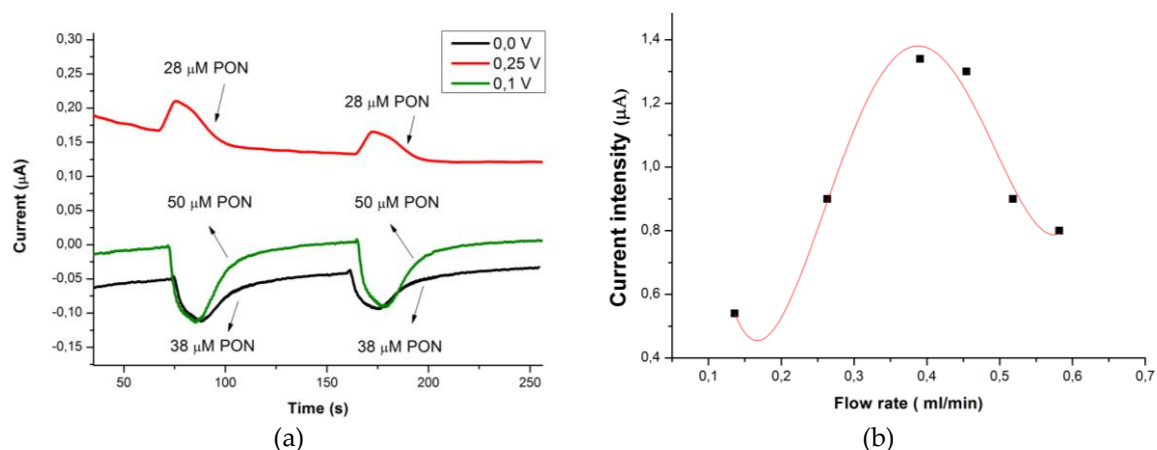 0,30
0,25
0,20
0,15
0,10
0,05
0,00
-0,05
-0,10
-0,15
Current (µA)
0,0 V
0,25 V
0,1 V
28 µM PON
28 µM PON
50 µM PON
50 µM PON
38 µM PON
38 µM PON
50 100 150 200 250
Time (s)
(a)
1,4
1,2
1,0
0,8
0,6
0,4
Current intensity (µA)
0,1 0,2 0,3 0,4 0,5 0,6 0,7
Flow rate ( ml/min)
(b)